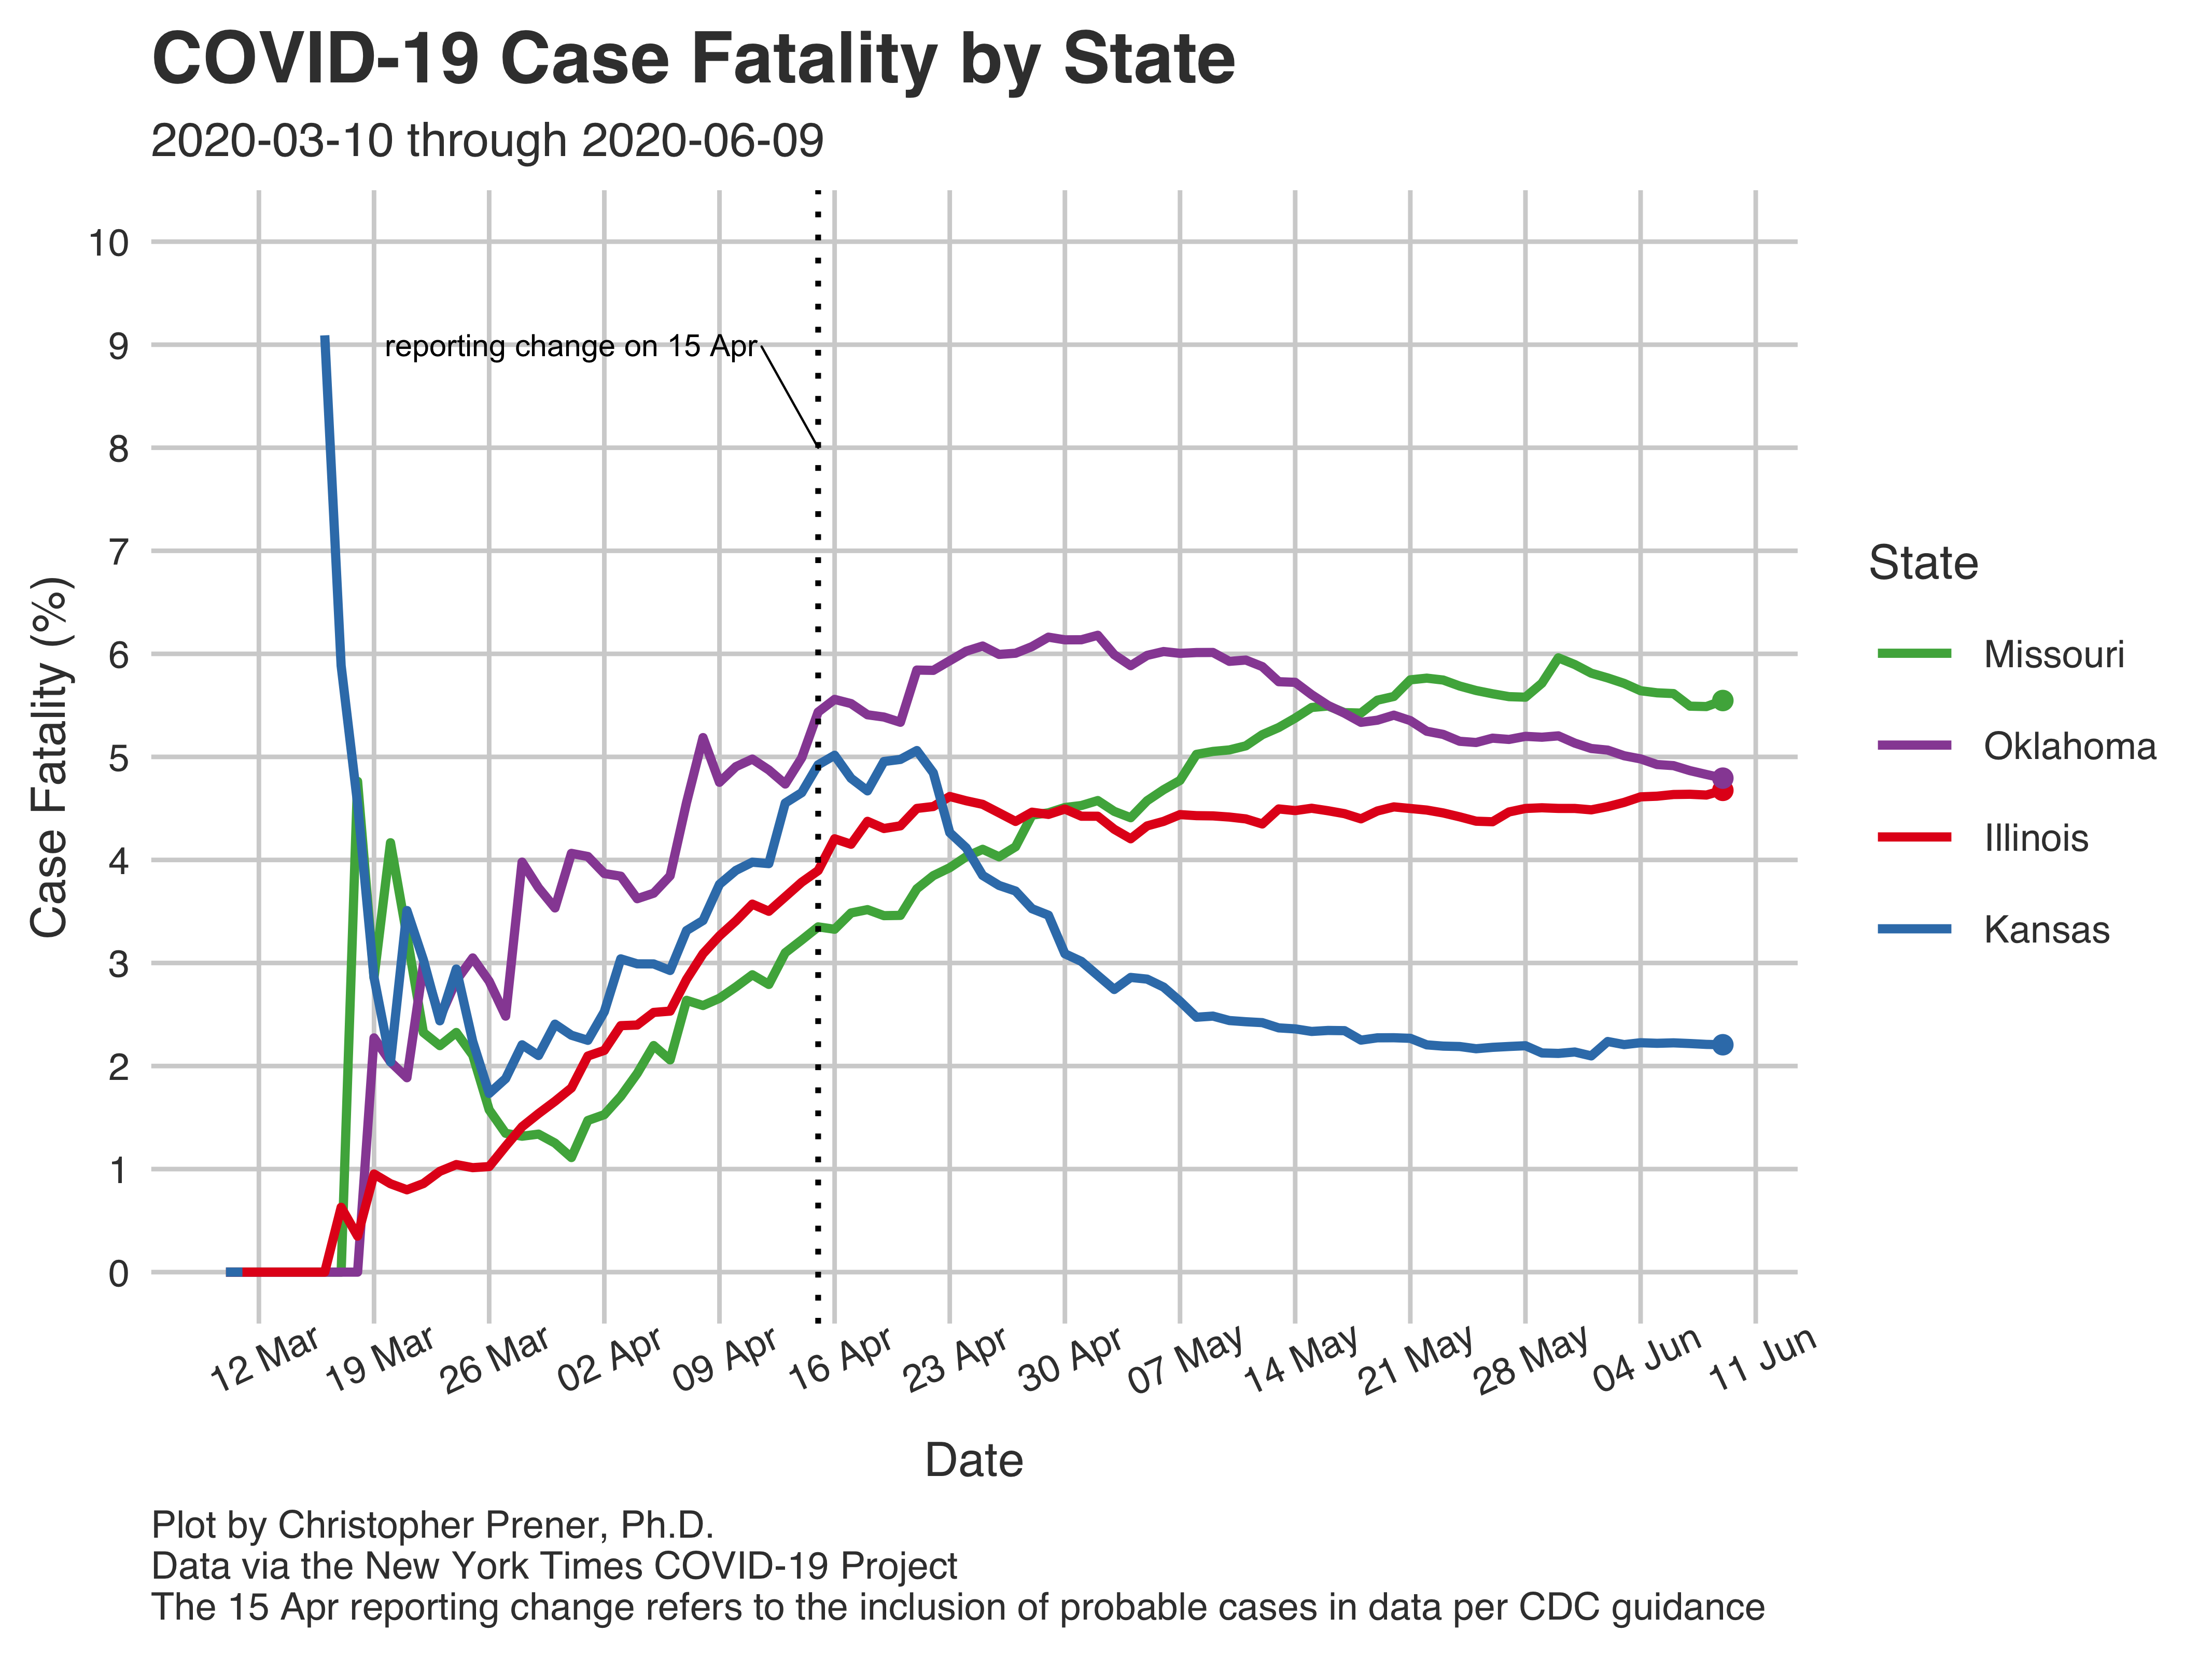 COVID-19 Case Fatality by State
2020-03-10 through 2020-06-09
10
9
8
7
6
5
4
3
2
1
0
Case Fatality (%)
reporting change on 15 Apr
12 Mar
19 Mar
26 Mar
02 Apr
09 Apr
16 Apr
23 Apr
30 Apr
07 May
14 May
21 May
28 May
04 Jun
11 Jun
Date
State
Missouri
Oklahoma
Illinois
Kansas
Plot by Christopher Prener, Ph.D.
Data via the New York Times COVID-19 Project
The 15 Apr reporting change refers to the inclusion of probable cases in data per CDC guidance